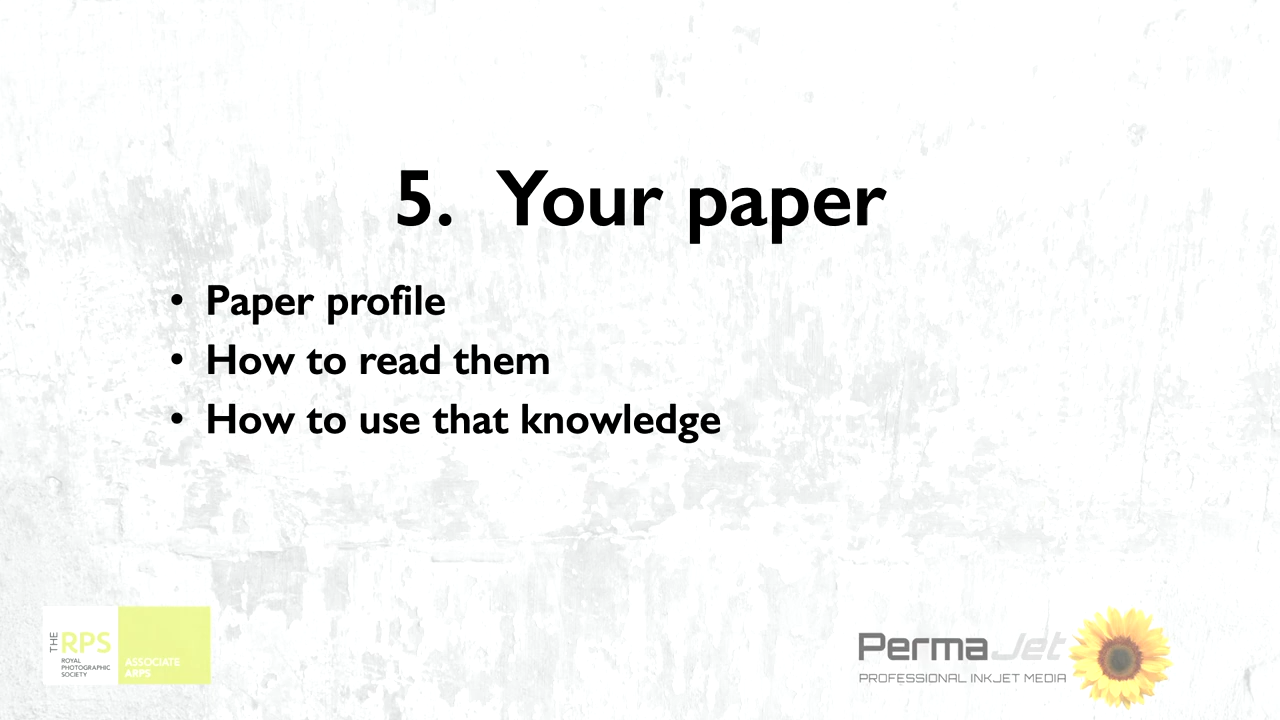 5. Your paper
• Paper profile
• How to read them
• How to use that knowledge
THE RPS
ROYAL
PHOTOGRAPHIC
SOCIETY
ASSOCIATE
ARPS
PermaJet
PROFESSIONAL INKJET MEDIA